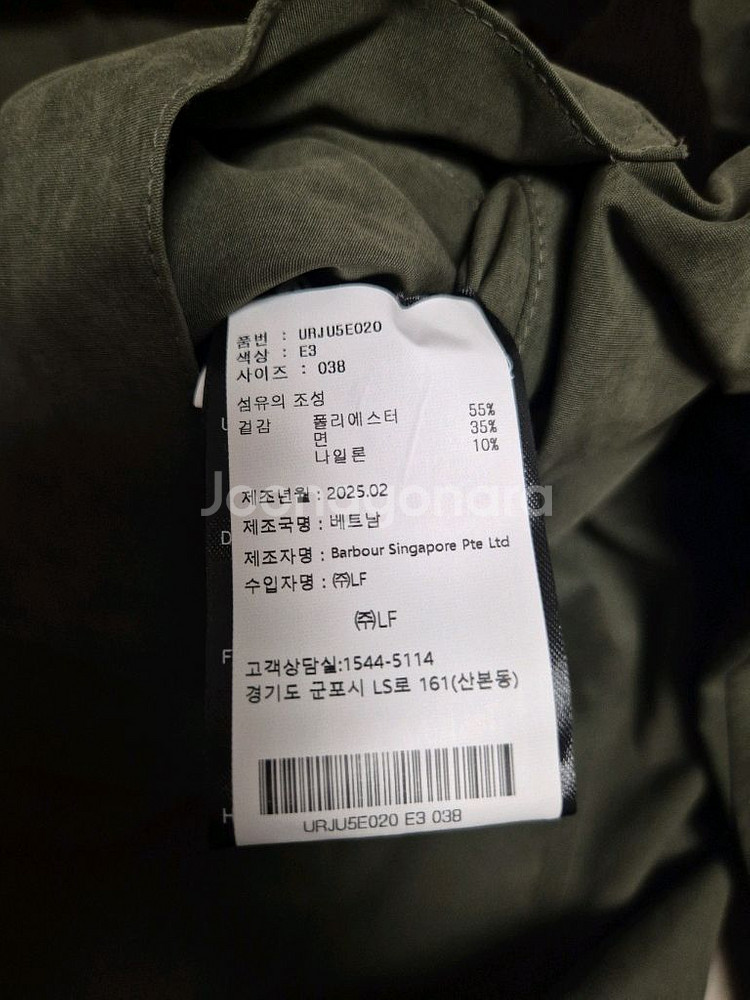 품번 : URJU5E020
색상 : E3
사이즈 : 038
섬유의 조성
겉감 폴리에스터 55%
면 35%
나일론 10%
제조년월 : 2025.02
Joongonara
제조국명 : 베트남
제조자명 : Barbour Singapore Pte Ltd
수입자명 : ㈜LF
㈜LF
고객상담실:1544-5114
경기도 군포시 LS로 161(산본동)
URJU5E020 E3 038